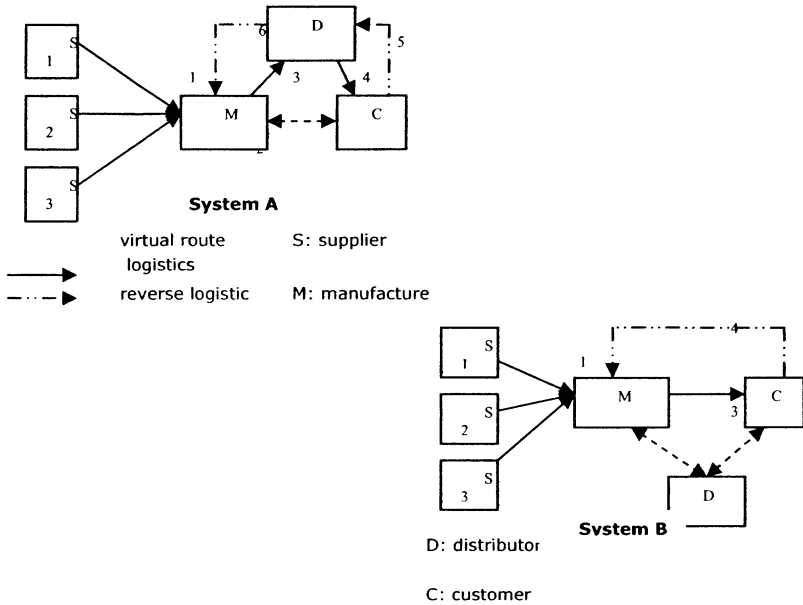 S
1
S
2
S
3
6
D
5
1
3
4
M
C
System A
virtual route
logistics
reverse logistic
S: supplier
M: manufacture
S
1
S
2
S
3
1
4
M
C
3
D
System B
D: distributor
C: customer